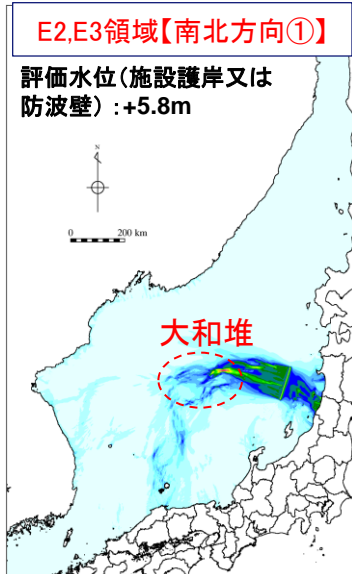 E2,E3領域【南北方向①】
評価水位(施設護岸又は
防波壁):+5.8m
N
0 200 km
大和堆